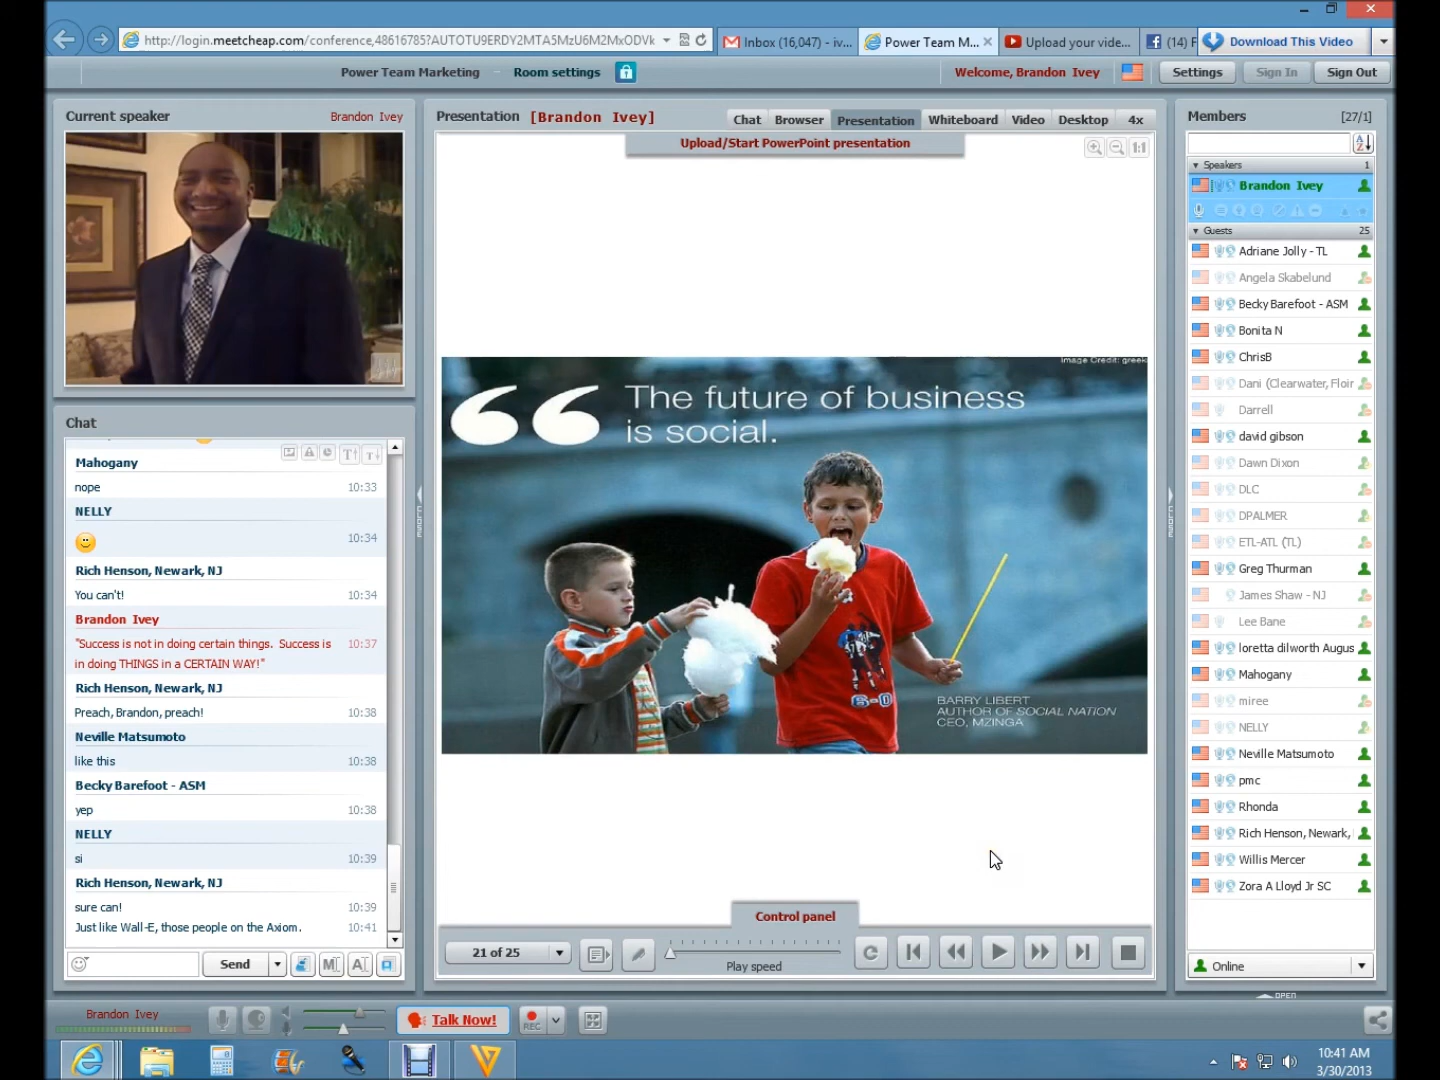 http://login.meetcheap.com/conference,48616785?AUTOTU9ERDY2MTA5MzU6M2MxODVk
Inbox (16,047) - iv...
Power Team M...
Upload your vide...
(14) F
Download This Video
Power Team Marketing
Room settings
Welcome, Brandon Ivey
Settings
Sign In
Sign Out
Current speaker
Brandon Ivey
Presentation [Brandon Ivey]
Chat
Browser
Presentation
Whiteboard
Video
Desktop
4x
Members
[27/1]
Upload/Start PowerPoint presentation
1:1
A Z
Speakers 1
Brandon Ivey
Guests 25
Adriane Jolly - TL
Angela Skabelund
Becky Barefoot - ASM
Bonita N
ChrisB
Dani (Clearwater, Floir
Darrell
david gibson
Dawn Dixon
DLC
DPALMER
ETL-ATL (TL)
Greg Thurman
James Shaw - NJ
Lee Bane
loretta dilworth Augus
Mahogany
miree
NELLY
Neville Matsumoto
pmc
Rhonda
Rich Henson, Newark,
Willis Mercer
Zora A Lloyd Jr SC
Online
OPEN
Chat
Mahogany
nope 10:33
NELLY
10:34
Rich Henson, Newark, NJ
You can't! 10:34
Brandon Ivey
"Success is not in doing certain things. Success is 10:37
in doing THINGS in a CERTAIN WAY!"
Rich Henson, Newark, NJ
Preach, Brandon, preach! 10:38
Neville Matsumoto
like this 10:38
Becky Barefoot - ASM
yep 10:38
NELLY
si 10:39
Rich Henson, Newark, NJ
sure can! 10:39
Just like Wall-E, those people on the Axiom. 10:41
Send
Image Credit: greek
“ The future of business
is social.
6-0
BARRY LIBERT
AUTHOR OF SOCIAL NATION
CEO, MZINGA
Control panel
21 of 25
Play speed
Brandon Ivey
Talk Now!
REC
10:41 AM
3/30/2013